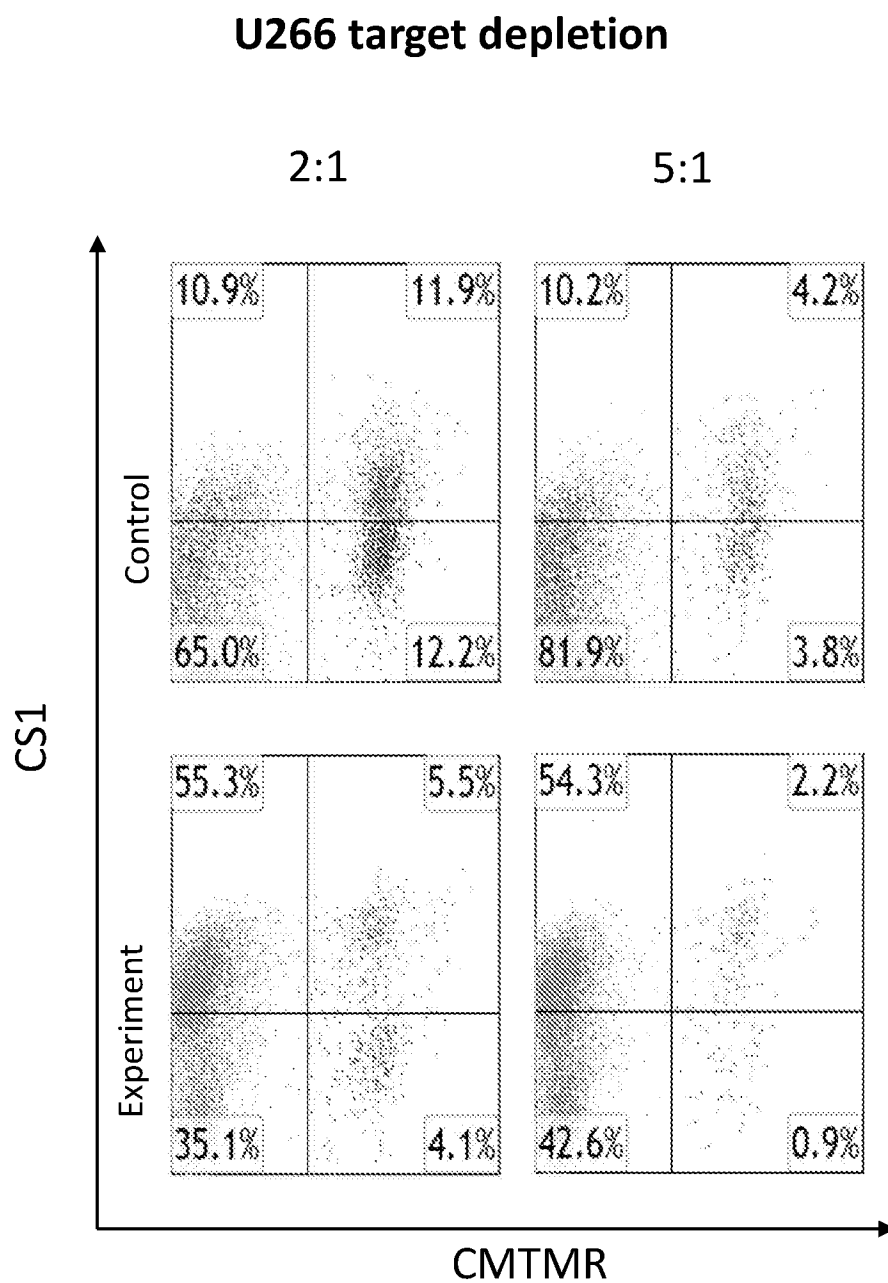 U266 target depletion
2:1 5:1
10.9% 11.9% 10.2% 4.2%
Control
65.0% 12.2% 81.9% 3.8%
CS1
55.3% 5.5% 54.3% 2.2%
Experiment
35.1% 4.1% 42.6% 0.9%
CMTMR